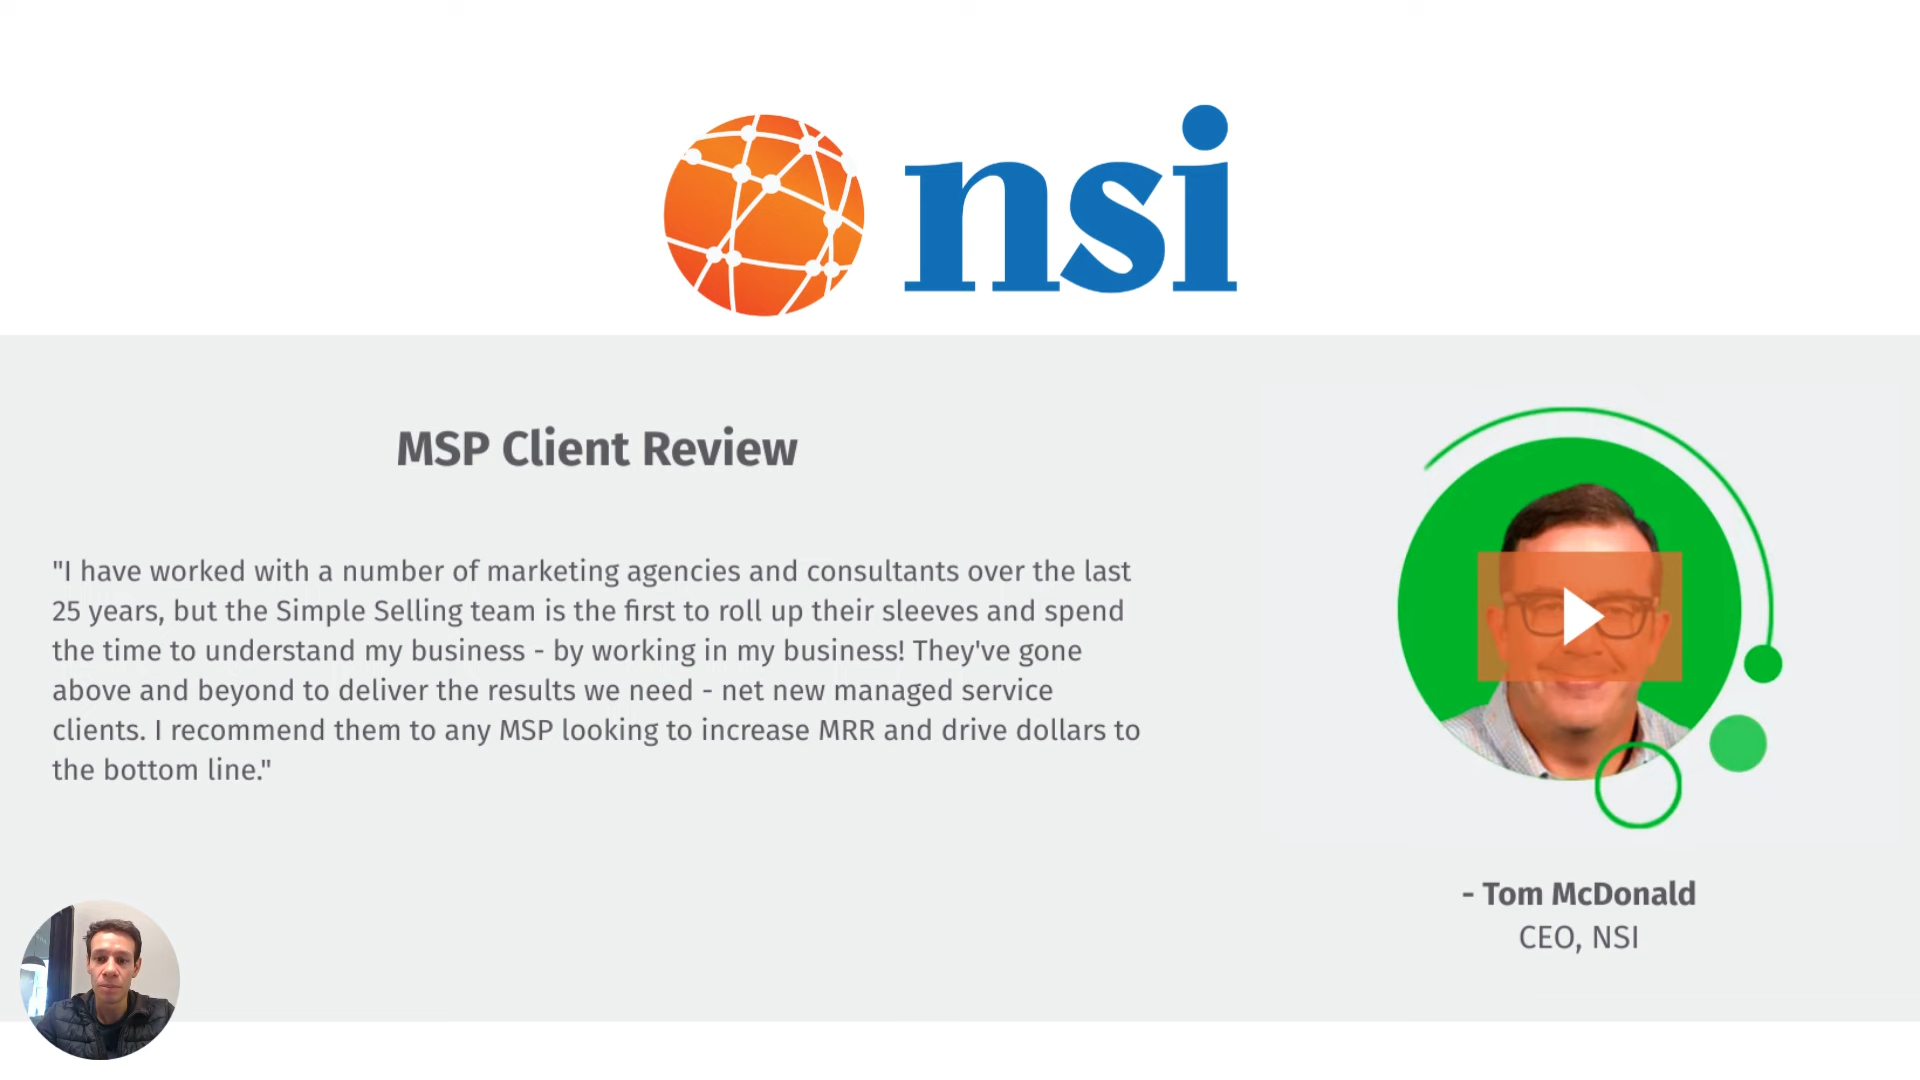 nsi
MSP Client Review
"I have worked with a number of marketing agencies and consultants over the last
25 years, but the Simple Selling team is the first to roll up their sleeves and spend
the time to understand my business - by working in my business! They've gone
above and beyond to deliver the results we need - net new managed service
clients. I recommend them to any MSP looking to increase MRR and drive dollars to
the bottom line."
- Tom McDonald
CEO, NSI